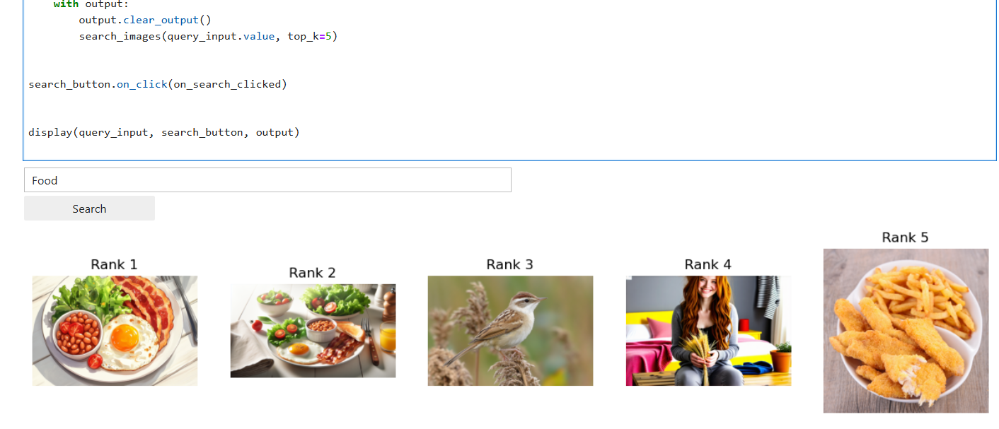 with output:
output.clear_output()
search_images(query_input.value, top_k=5)
search_button.on_click(on_search_clicked)
display(query_input, search_button, output)
Food
Search
Rank 1
Rank 2
Rank 3
Rank 4
Rank 5